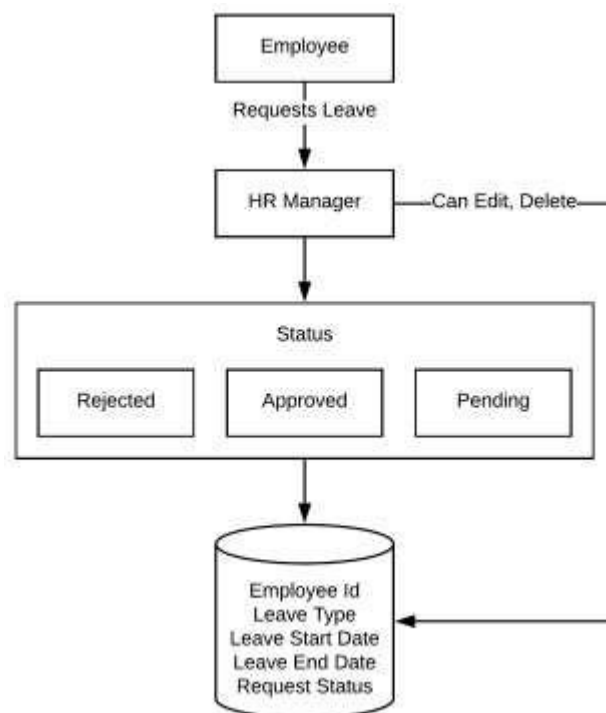 Employee
Requests Leave
HR Manager
Can Edit, Delete
Status
Rejected
Approved
Pending
Employee Id
Leave Type
Leave Start Date
Leave End Date
Request Status